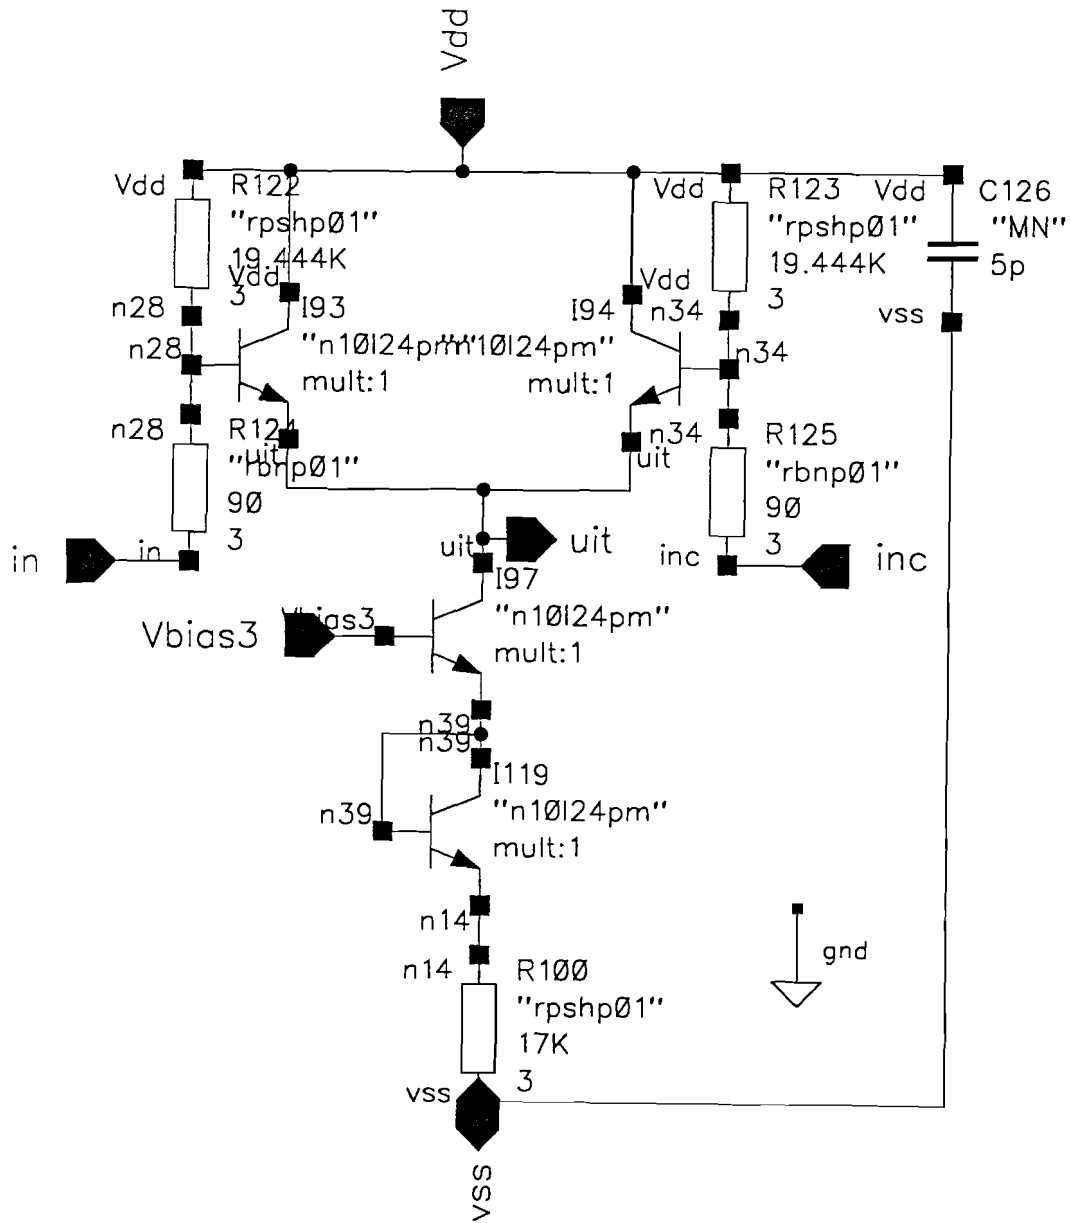 Vdd
Vdd
R122
"rpshp01"
19.444K
3
Vdd
R123
"rpshp01"
19.444K
3
Vdd
C126
"MN"
5p
vss
n28
n28
n28
Vdd
I93
"n10l24pm"
mult:1
Vdd
I94
"n10l24pm"
mult:1
n34
n34
n34
R124
"rbnp01"
90
3
uit
uit
R125
"rbnp01"
90
3
in
in
uit
uit
inc
inc
I97
"n10l24pm"
mult:1
Vbias3
Vbias3
n39
n39
n39
I119
"n10l24pm"
mult:1
n14
n14
R100
"rpshp01"
17K
3
gnd
vss
vss